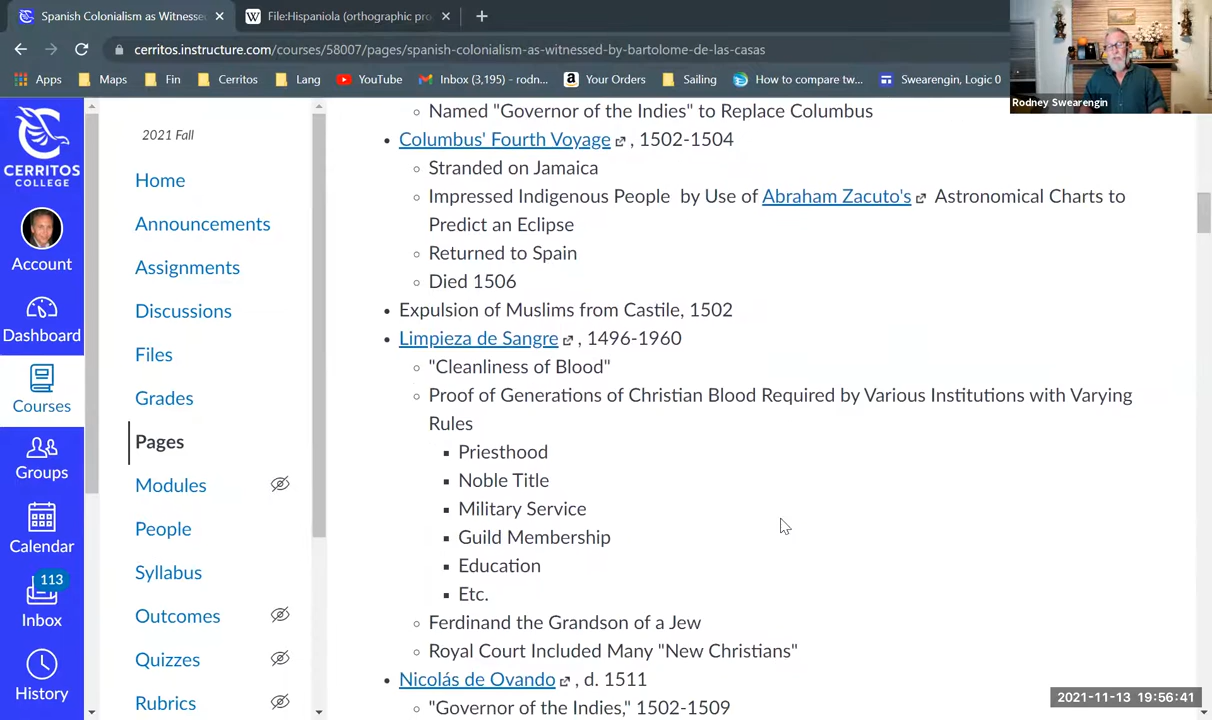 Spanish Colonialism as Witnesse
File:Hispaniola (orthographic pro
cerritos.instructure.com/courses/58007/pages/spanish-colonialism-as-witnessed-by-bartolome-de-las-casas
Apps Maps Fin Cerritos Lang YouTube Inbox (3,195) - rodn... Your Orders Sailing How to compare tw... Swearengin, Logic 0
Rodney Swearengin
CERRITOS
COLLEGE
Account
Dashboard
Courses
Groups
Calendar
113
Inbox
History
2021 Fall
Home
Announcements
Assignments
Discussions
Files
Grades
Pages
Modules
People
Syllabus
Outcomes
Quizzes
Rubrics
Named "Governor of the Indies" to Replace Columbus
Columbus' Fourth Voyage , 1502-1504
Stranded on Jamaica
Impressed Indigenous People by Use of Abraham Zacuto's Astronomical Charts to
Predict an Eclipse
Returned to Spain
Died 1506
Expulsion of Muslims from Castile, 1502
Limpieza de Sangre , 1496-1960
"Cleanliness of Blood"
Proof of Generations of Christian Blood Required by Various Institutions with Varying
Rules
Priesthood
Noble Title
Military Service
Guild Membership
Education
Etc.
Ferdinand the Grandson of a Jew
Royal Court Included Many "New Christians"
Nicolás de Ovando , d. 1511
"Governor of the Indies," 1502-1509
2021-11-13 19:56:41